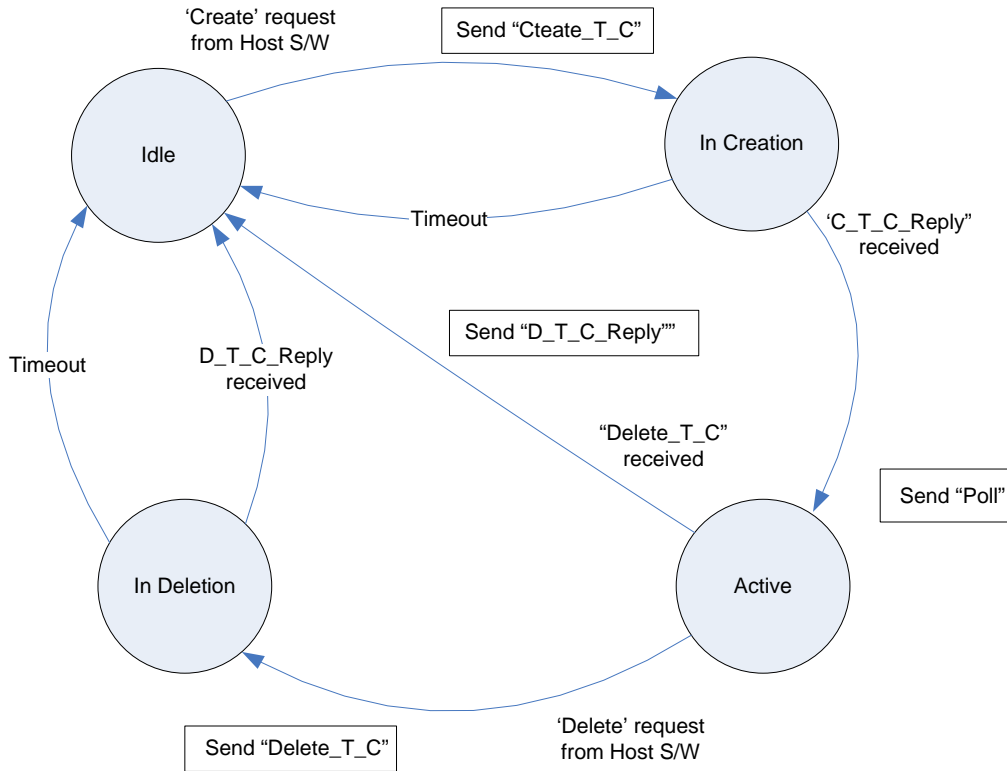 ‘Create’ request
from Host S/W
Send “Cteate_T_C”
Idle
In Creation
Timeout
‘C_T_C_Reply”
received
Send “D_T_C_Reply””
Timeout
D_T_C_Reply
received
“Delete_T_C”
received
Send “Poll”
In Deletion
Active
‘Delete’ request
from Host S/W
Send “Delete_T_C”